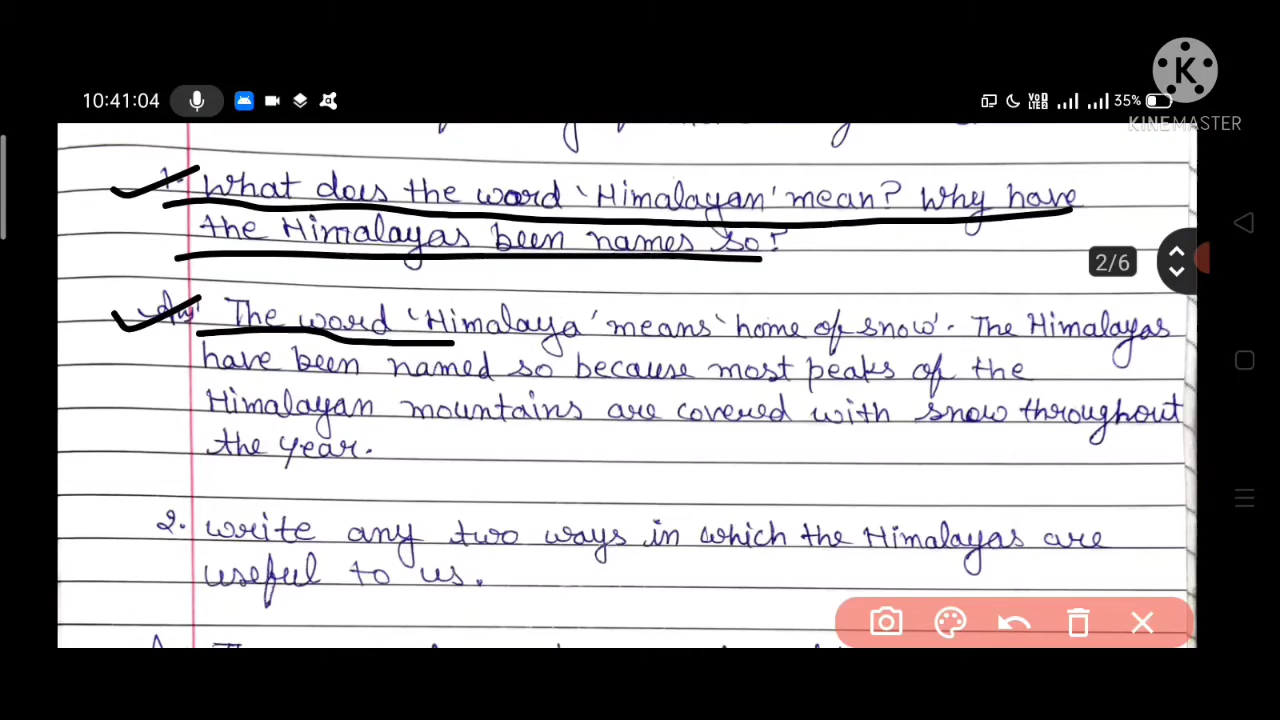 10:41:04
35%
KINEMASTER
1. What does the word 'Himalayan' mean? Why have
the Himalayas been names so?
2/6
Ans. The word 'Himalaya' means 'home of snow'. The Himalayas
have been named so because most peaks of the
Himalayan mountains are covered with snow throughout
the year.
2. write any two ways in which the Himalayas are
useful to us.